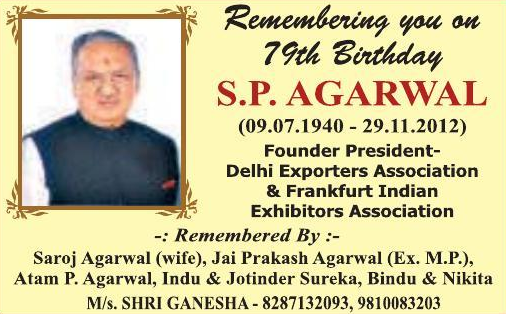 Remembering you on
79th Birthday
S.P. AGARWAL
(09.07.1940 - 29.11.2012)
Founder President-
Delhi Exporters Association
& Frankfurt Indian
Exhibitors Association
-: Remembered By :-
Saroj Agarwal (wife), Jai Prakash Agarwal (Ex. M.P.),
Atam P. Agarwal, Indu & Jotinder Sureka, Bindu & Nikita
M/s. SHRI GANESHA - 8287132093, 9810083203